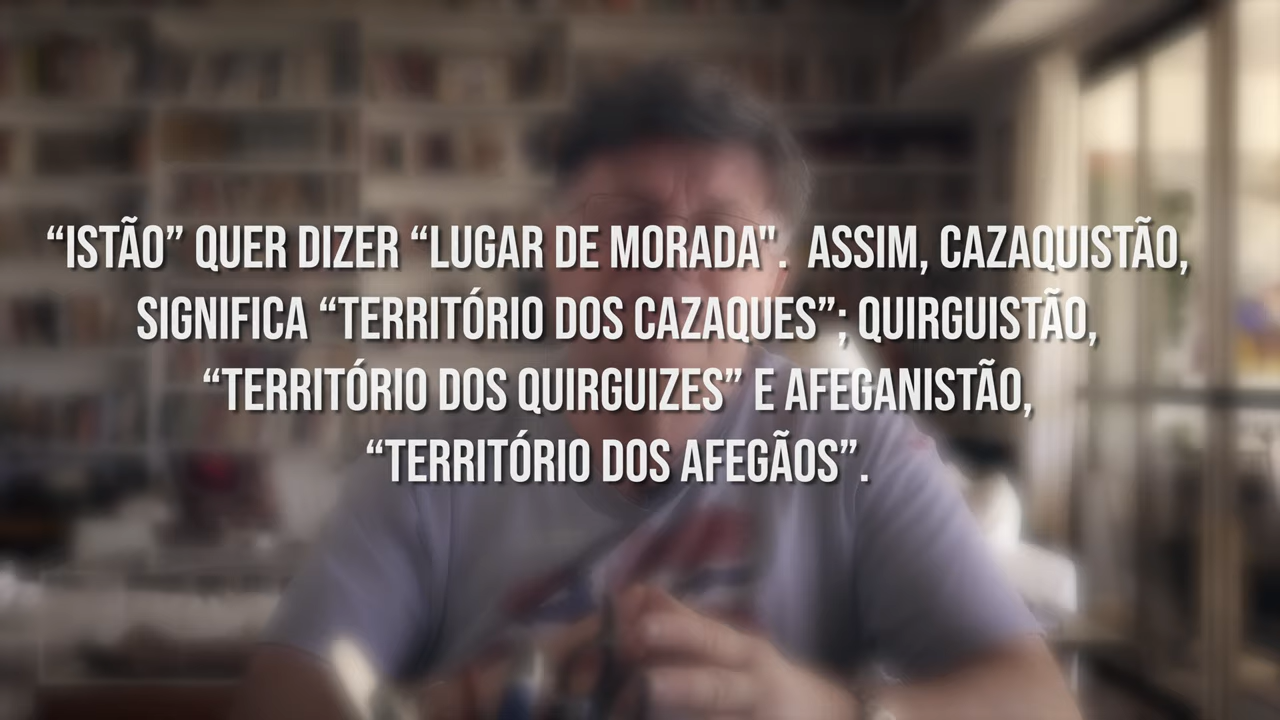 “ISTÃO” QUER DIZER “LUGAR DE MORADA".  ASSIM, CAZAQUISTÃO,
SIGNIFICA “TERRITÓRIO DOS CAZAQUES”; QUIRGUISTÃO,
“TERRITÓRIO DOS QUIRGUIZES” E AFEGANISTÃO,
“TERRITÓRIO DOS AFEGÃOS”.